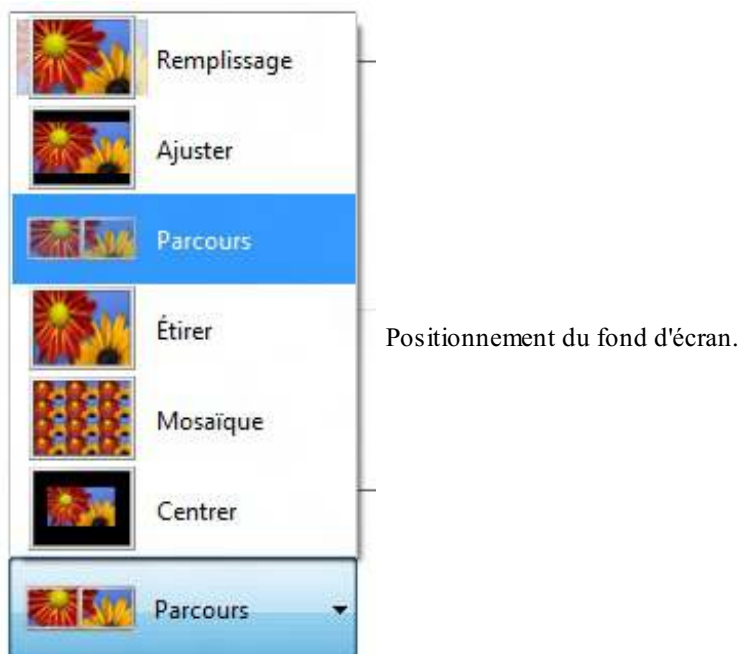 Remplissage
Ajuster
Parcours
Étirer
Positionnement du fond d'écran.
Mosaïque
Centrer
Parcours